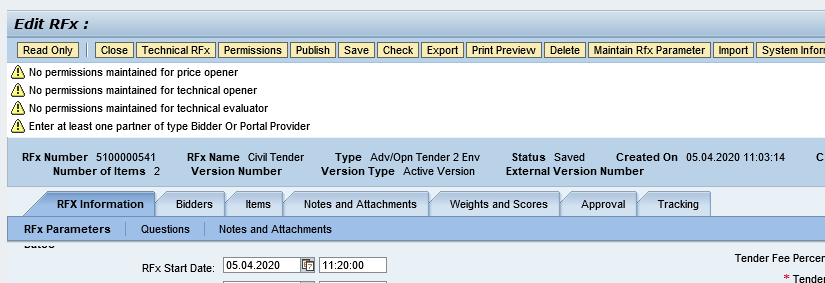 Edit RFx :
Read Only Close Technical RFx Permissions Publish Save Check Export Print Preview Delete Maintain Rfx Parameter Import System Infor
No permissions maintained for price opener
No permissions maintained for technical opener
No permissions maintained for technical evaluator
Enter at least one partner of type Bidder Or Portal Provider
RFx Number 5100000541 RFx Name Civil Tender Type Adv/Opn Tender 2 Env Status Saved Created On 05.04.2020 11:03:14 C
Number of Items 2 Version Number Version Type Active Version External Version Number
RFX Information Bidders Items Notes and Attachments Weights and Scores Approval Tracking
RFx Parameters Questions Notes and Attachments
Dates
RFx Start Date: 05.04.2020 11:20:00 Tender Fee Percen
* Tender